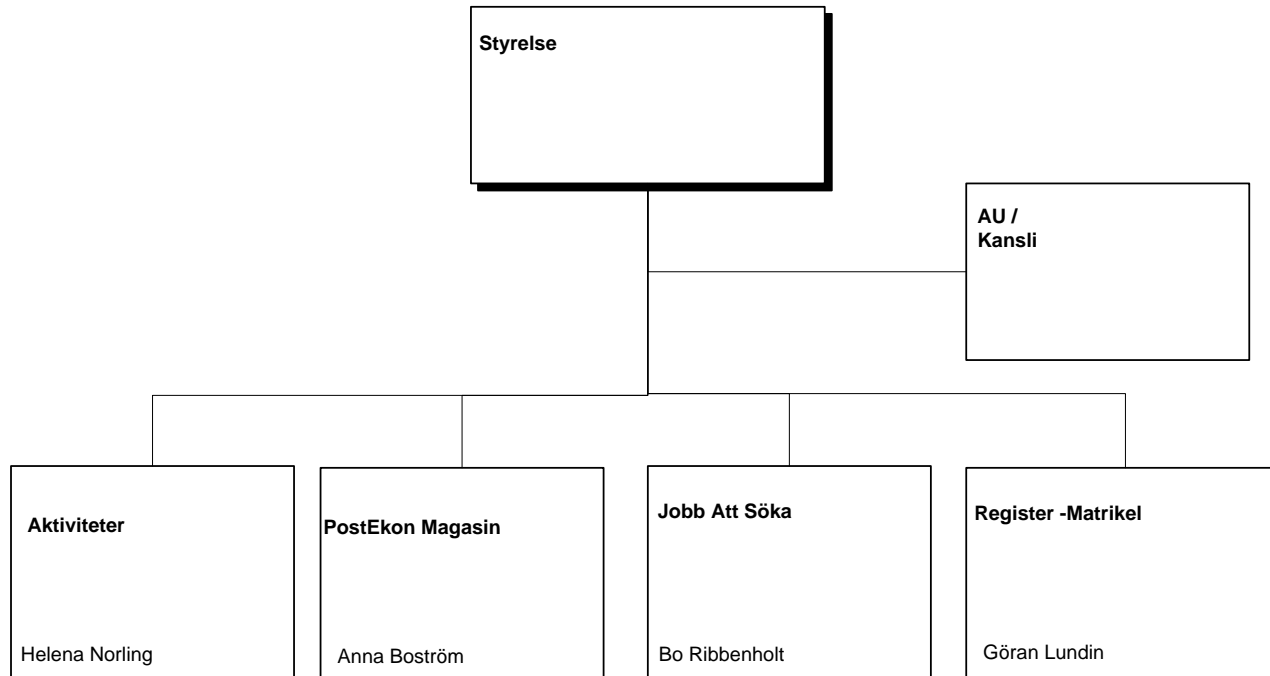 Styrelse
AU /
Kansli
Aktiviteter
Helena Norling
PostEkon Magasin
Anna Boström
Jobb Att Söka
Bo Ribbenholt
Register -Matrikel
Göran Lundin